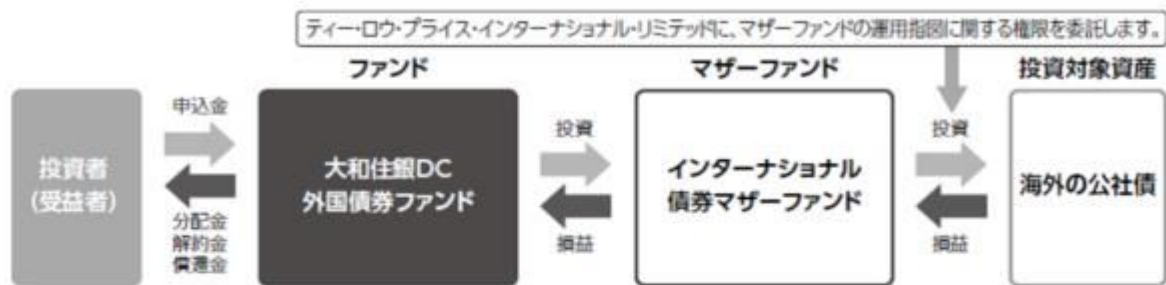 ティー・ロウ・プライス・インターナショナル・リミテッドに、マザーファンドの運用指図に関する権限を委託します。
ファンド
マザーファンド
投資対象資産
投資者
(受益者)
申込金
分配金
解約金
償還金
大和住銀DC
外国債券ファンド
投資
損益
インターナショナル
債券マザーファンド
投資
損益
海外の公社債